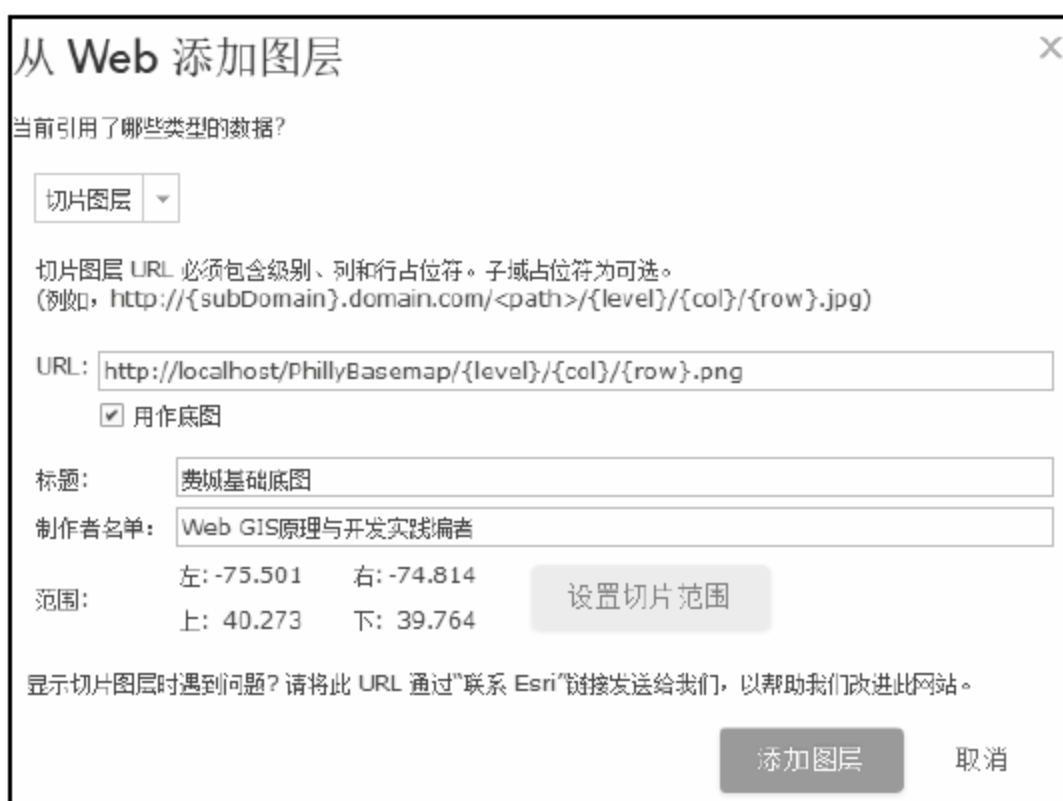 从 Web 添加图层
当前引用了哪些类型的数据?
切片图层
切片图层 URL 必须包含级别、列和行占位符。子域占位符为可选。
(例如，http://{subDomain}.domain.com/<path>/{level}/{col}/{row}.jpg)
URL: http://localhost/PhillyBasemap/{level}/{col}/{row}.png
用作底图
标题: 费城基础底图
制作者名单: Web GIS原理与开发实践编者
范围: 左: -75.501 右: -74.814
上: 40.273 下: 39.764
设置切片范围
显示切片图层时遇到问题? 请将此 URL 通过"联系 Esri"链接发送给我们，以帮助我们改进此网站。
添加图层 取消